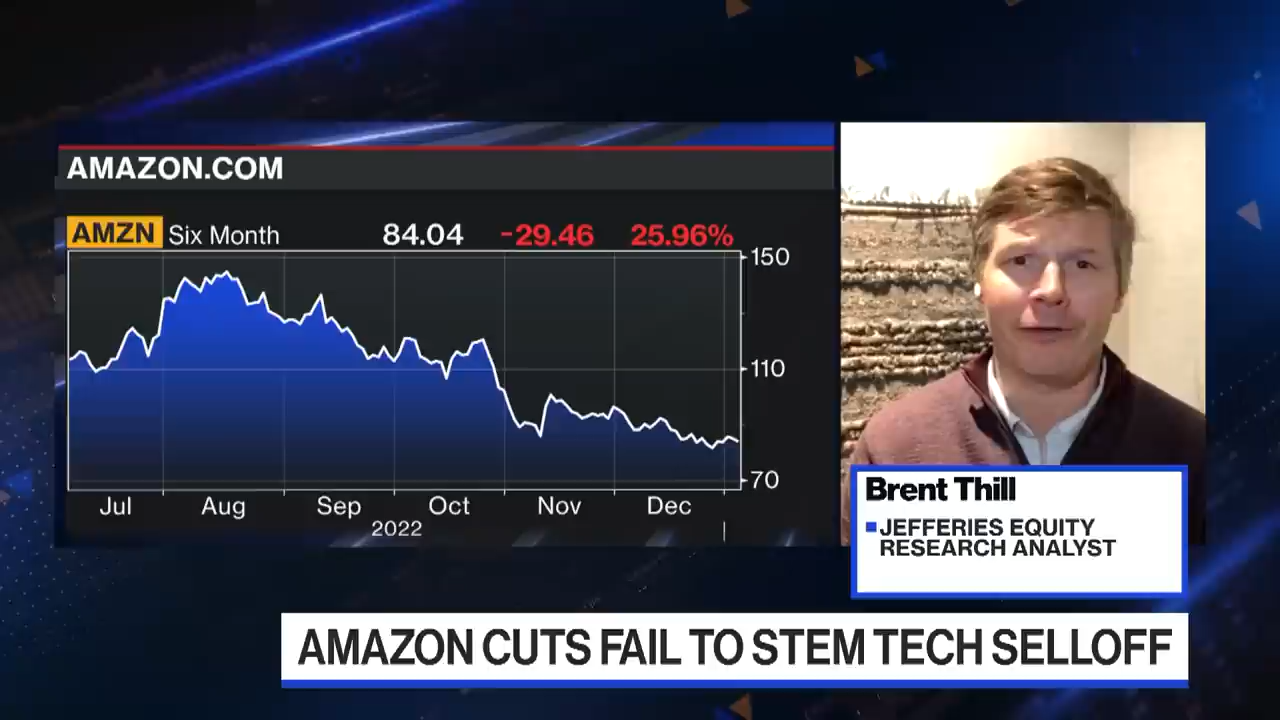 AMAZON.COM
AMZN Six Month 84.04 -29.46 25.96%
150
110
70
Jul Aug Sep Oct Nov Dec
2022
Brent Thill
JEFFERIES EQUITY
RESEARCH ANALYST
AMAZON CUTS FAIL TO STEM TECH SELLOFF